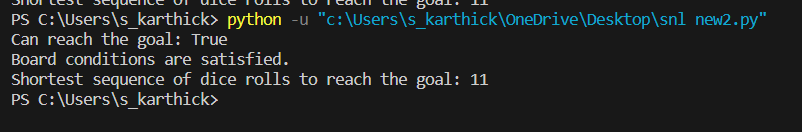 Shortest sequence of dice rolls to reach the goal: 11
PS C:\Users\s_karthick> python -u "c:\Users\s_karthick\OneDrive\Desktop\snl new2.py"
Can reach the goal: True
Board conditions are satisfied.
Shortest sequence of dice rolls to reach the goal: 11
PS C:\Users\s_karthick>